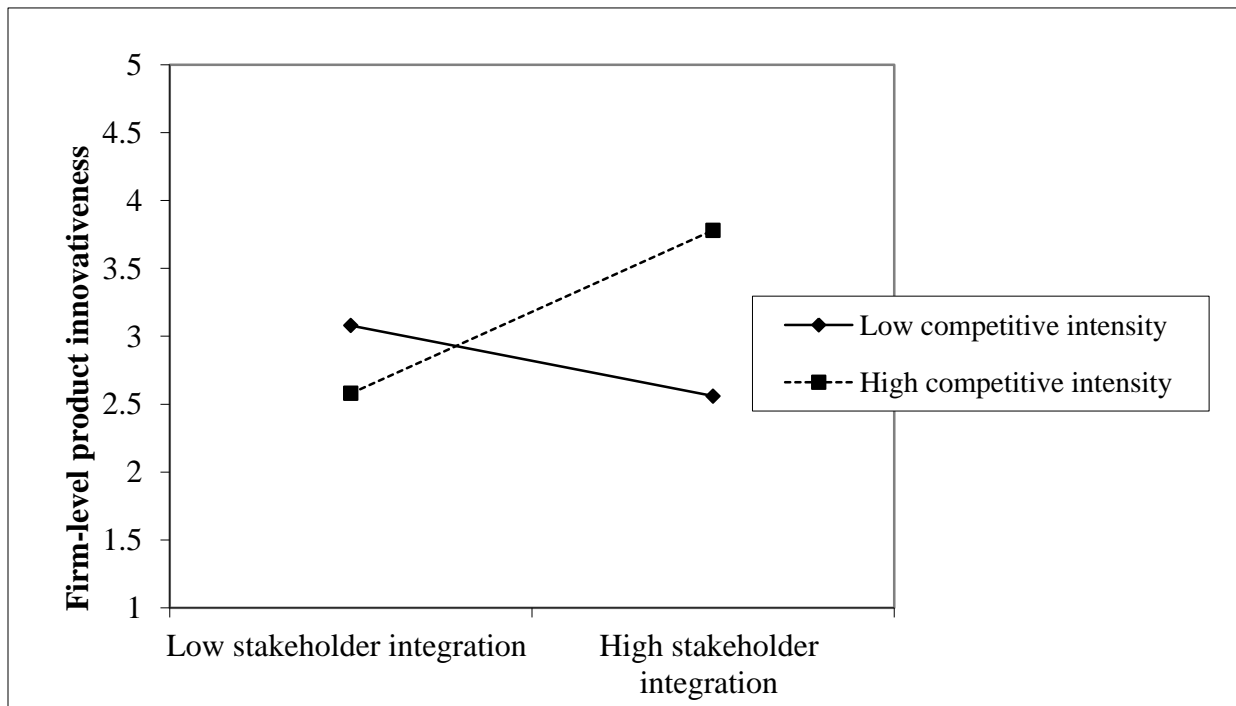 Firm-level product innovativeness
5
4.5
4
3.5
3
2.5
2
1.5
1
Low stakeholder integration
High stakeholder
integration
Low competitive intensity
High competitive intensity